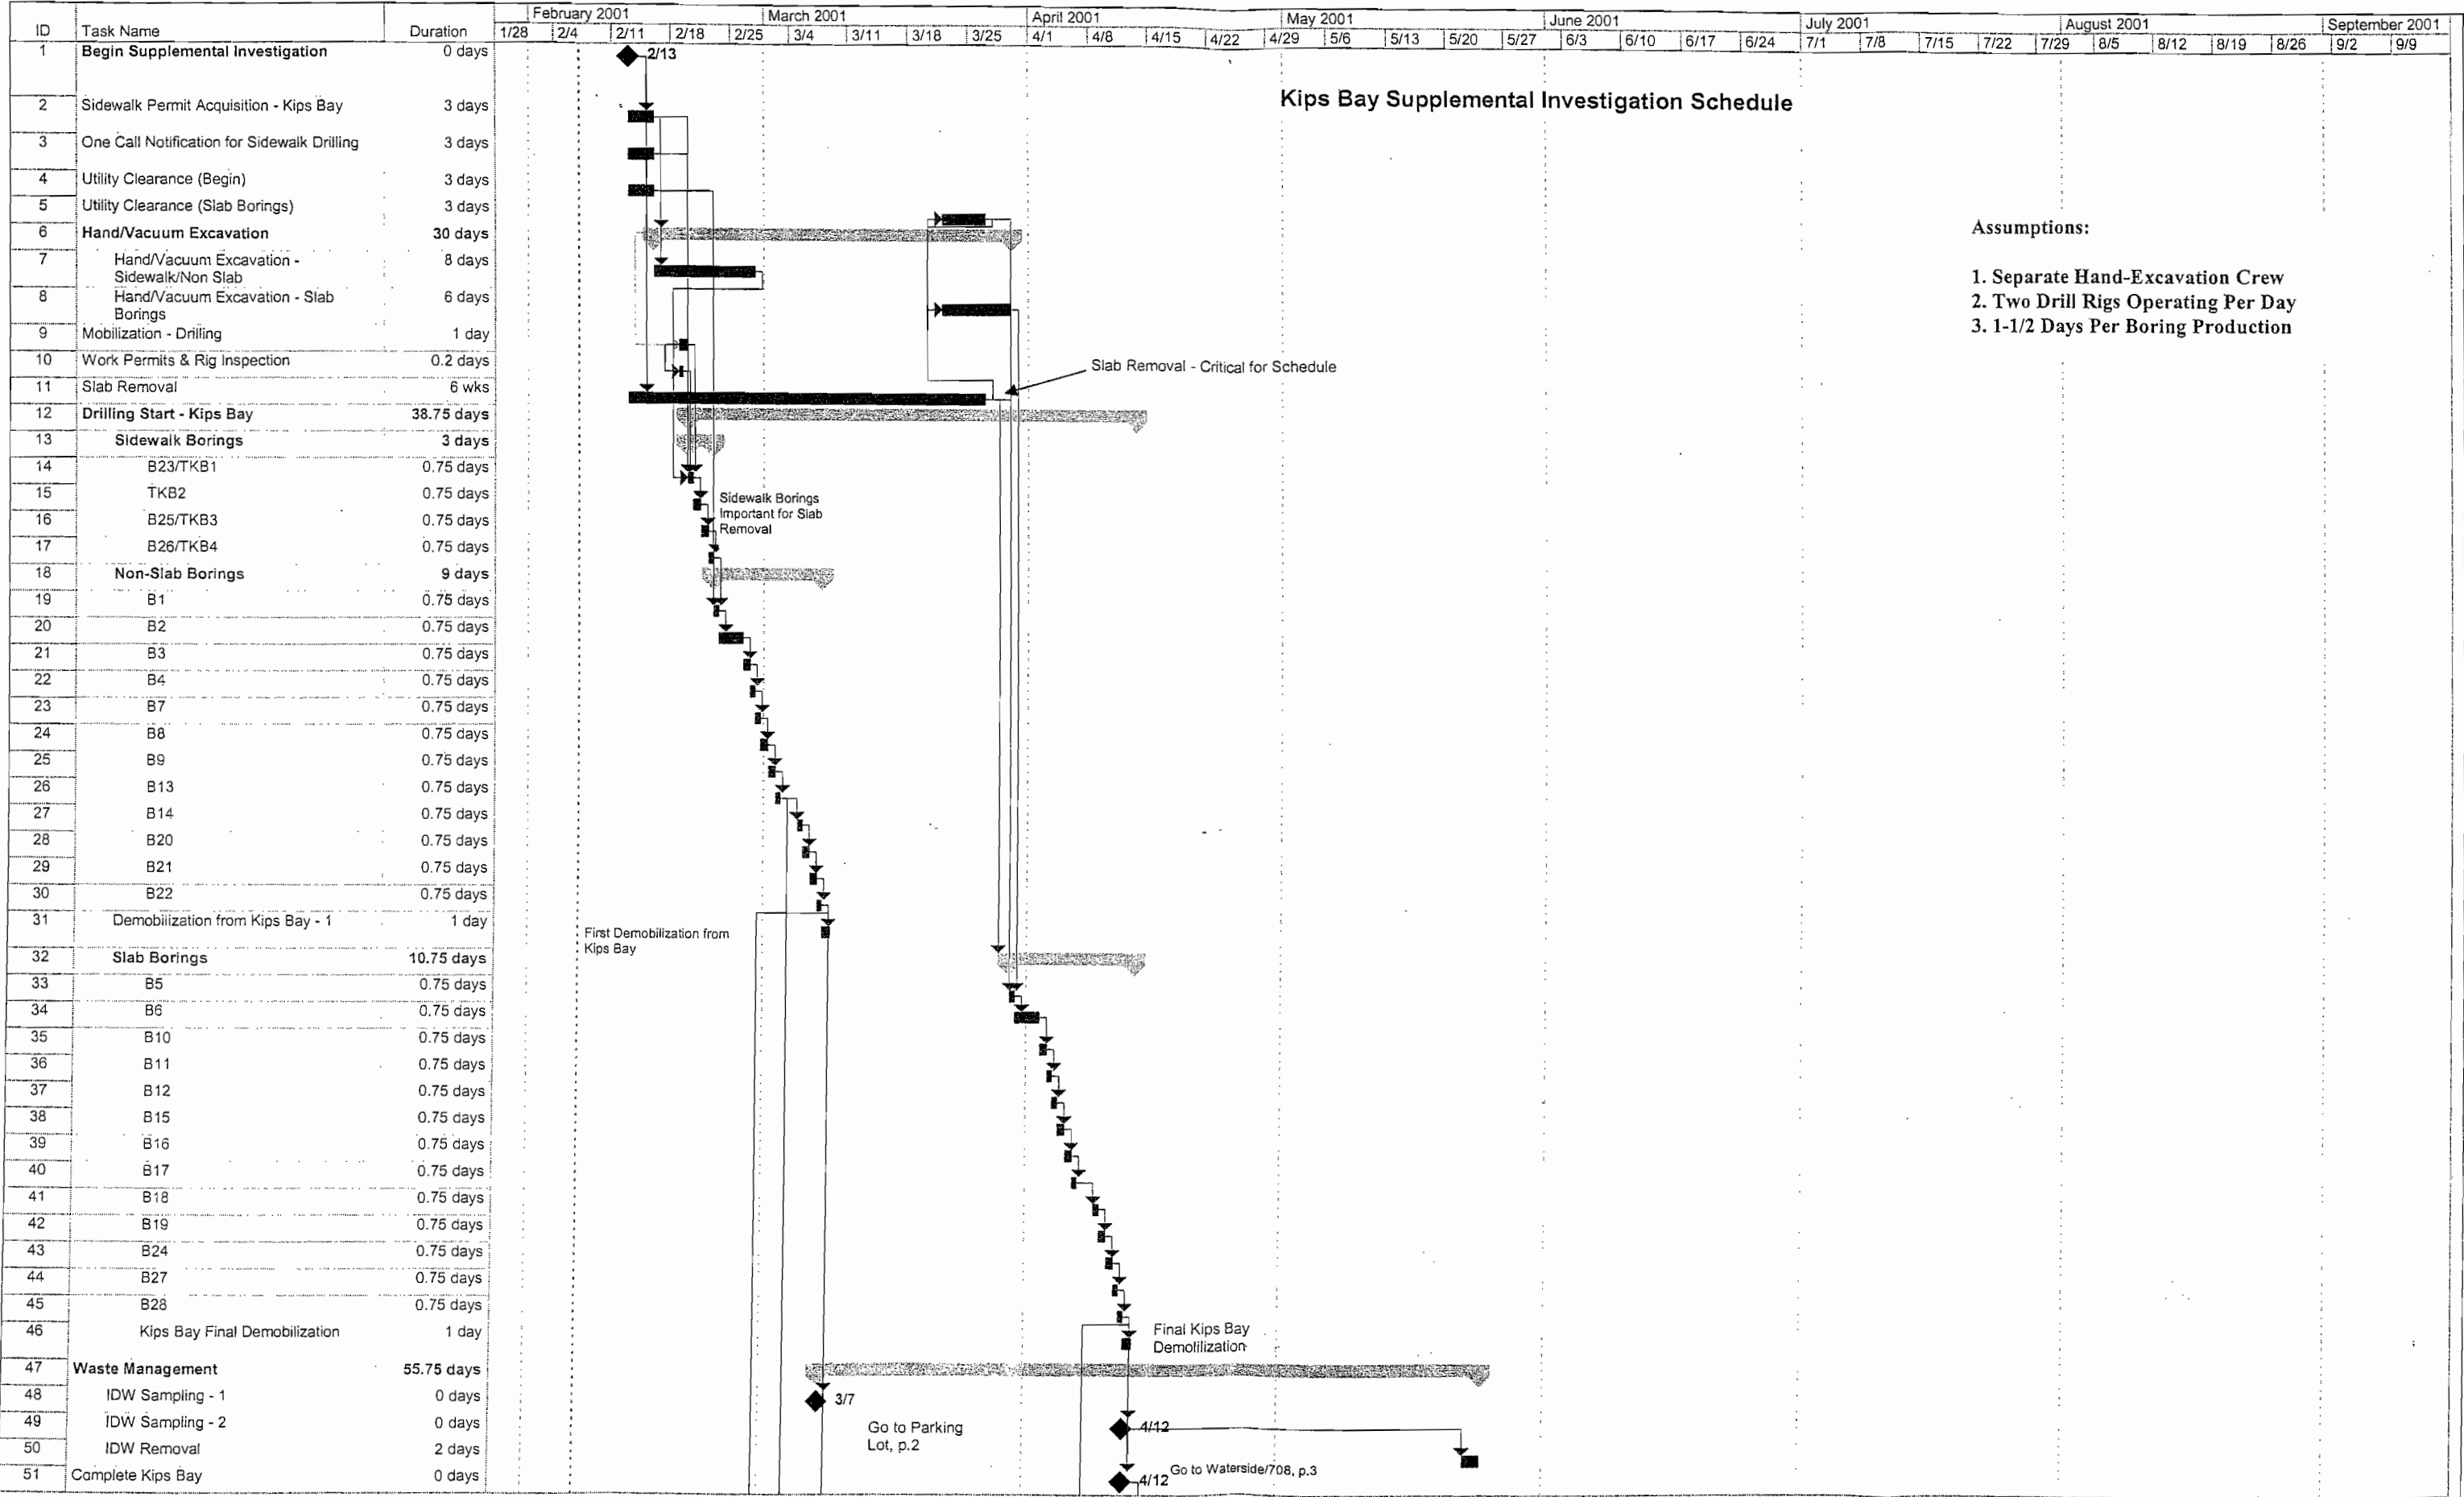 February 2001 March 2001 April 2001 May 2001 June 2001 July 2001 August 2001 September 2001
ID Task Name Duration 1/28 2/4 2/11 2/18 2/25 3/4 3/11 3/18 3/25 4/1 4/8 4/15 4/22 4/29 5/6 5/13 5/20 5/27 6/3 6/10 6/17 6/24 7/1 7/8 7/15 7/22 7/29 8/5 8/12 8/19 8/26 9/2 9/9
1 Begin Supplemental Investigation 0 days 2/13
Kips Bay Supplemental Investigation Schedule
2 Sidewalk Permit Acquisition - Kips Bay 3 days
3 One Call Notification for Sidewalk Drilling 3 days
4 Utility Clearance (Begin) 3 days
5 Utility Clearance (Slab Borings) 3 days
6 Hand/Vacuum Excavation 30 days
Assumptions:
1. Separate Hand-Excavation Crew
2. Two Drill Rigs Operating Per Day
3. 1-1/2 Days Per Boring Production
7 Hand/Vacuum Excavation - 8 days
Sidewalk/Non Slab
8 Hand/Vacuum Excavation - Slab 6 days
Borings
9 Mobilization - Drilling 1 day
10 Work Permits & Rig Inspection 0.2 days
Slab Removal - Critical for Schedule
11 Slab Removal 6 wks
12 Drilling Start - Kips Bay 38.75 days
13 Sidewalk Borings 3 days
14 B23/TKB1 0.75 days
15 TKB2 0.75 days
Sidewalk Borings
Important for Slab
Removal
16 B25/TKB3 0.75 days
17 B26/TKB4 0.75 days
18 Non-Slab Borings 9 days
19 B1 0.75 days
20 B2 0.75 days
21 B3 0.75 days
22 B4 0.75 days
23 B7 0.75 days
24 B8 0.75 days
25 B9 0.75 days
26 B13 0.75 days
27 B14 0.75 days
28 B20 0.75 days
29 B21 0.75 days
30 B22 0.75 days
31 Demobilization from Kips Bay - 1 1 day
First Demobilization from
Kips Bay
32 Slab Borings 10.75 days
33 B5 0.75 days
34 B6 0.75 days
35 B10 0.75 days
36 B11 0.75 days
37 B12 0.75 days
38 B15 0.75 days
39 B16 0.75 days
40 B17 0.75 days
41 B18 0.75 days
42 B19 0.75 days
43 B24 0.75 days
44 B27 0.75 days
45 B28 0.75 days
46 Kips Bay Final Demobilization 1 day
Final Kips Bay
Demolilization
47 Waste Management 55.75 days
48 IDW Sampling - 1 0 days 3/7
49 IDW Sampling - 2 0 days 4/12
Go to Parking
Lot, p.2
50 IDW Removal 2 days
51 Complete Kips Bay 0 days 4/12
Go to Waterside/708, p.3